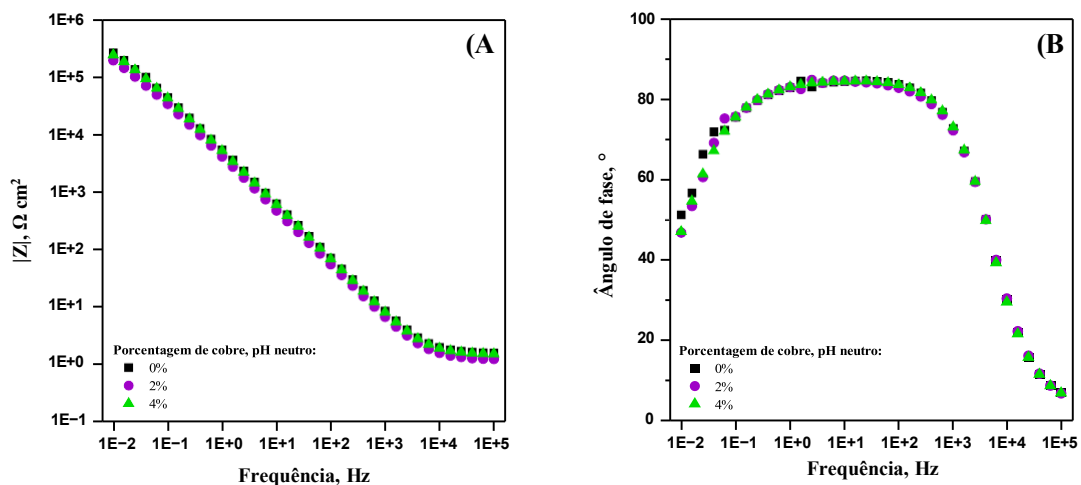 (A
1E+6
1E+5
1E+4
1E+3
1E+2
1E+1
1E+0
1E−1
|Z|, Ω cm²
Porcentagem de cobre, pH neutro:
0%
2%
4%
1E−2 1E−1 1E+0 1E+1 1E+2 1E+3 1E+4 1E+5
Frequência, Hz
(B
100
80
60
40
20
0
Ângulo de fase, °
Porcentagem de cobre, pH neutro:
0%
2%
4%
1E−2 1E−1 1E+0 1E+1 1E+2 1E+3 1E+4 1E+5
Frequência, Hz